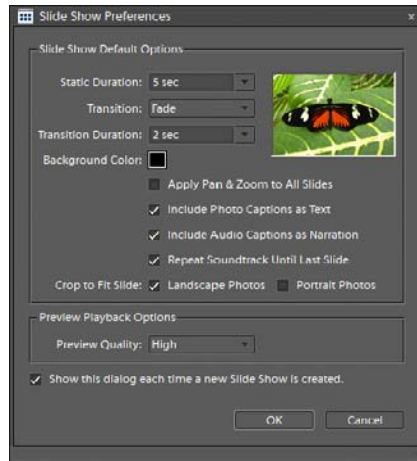 Slide Show Preferences
Slide Show Default Options
Static Duration: 5 sec
Transition: Fade
Transition Duration: 2 sec
Background Color:
Apply Pan & Zoom to All Slides
Include Photo Captions as Text
Include Audio Captions as Narration
Repeat Soundtrack Until Last Slide
Crop to Fit Slide: Landscape Photos Portrait Photos
Preview Playback Options
Preview Quality: High
Show this dialog each time a new Slide Show is created.
OK Cancel